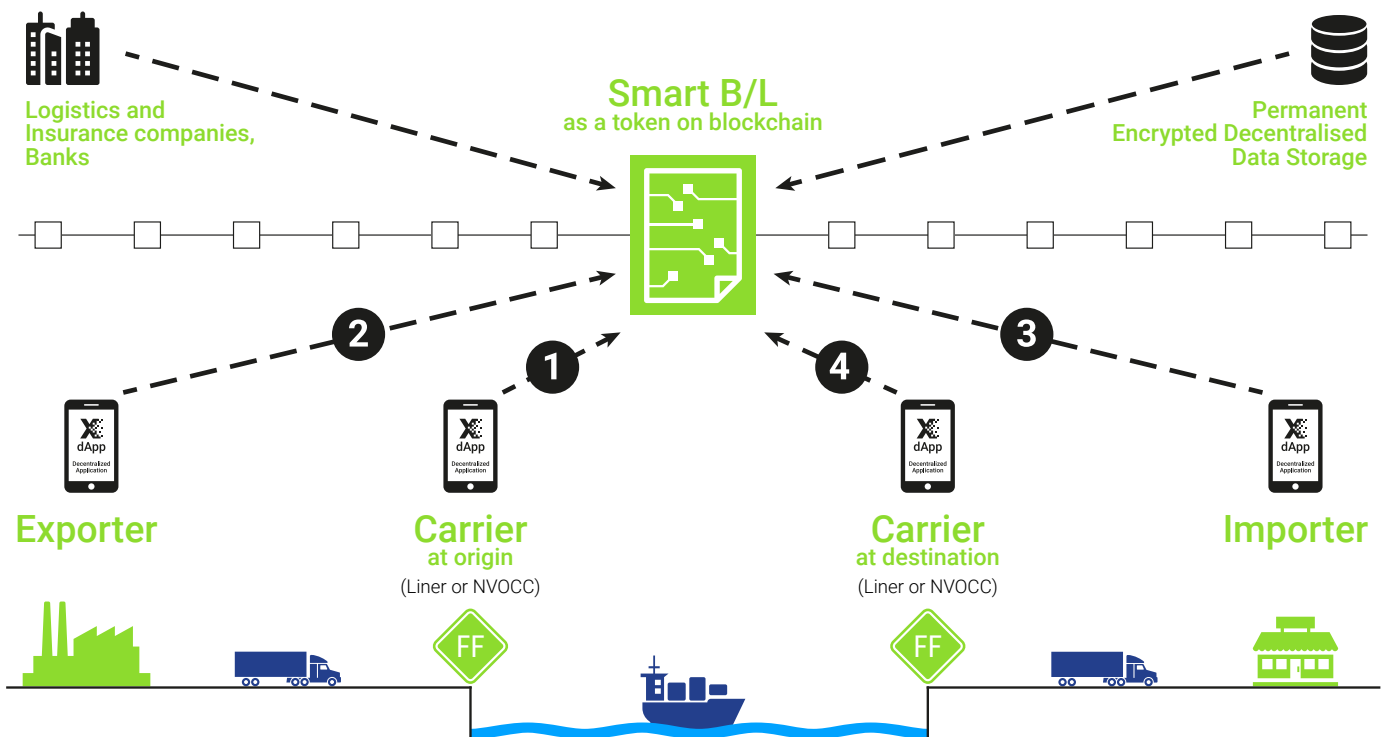 Smart B/L
as a token on blockchain
Logistics and
Insurance companies,
Banks
Permanent
Encrypted Decentralised
Data Storage
2
1
4
3
X
dApp
Decentralized
Application
X
dApp
Decentralized
Application
X
dApp
Decentralized
Application
X
dApp
Decentralized
Application
Exporter
Carrier
at origin
(Liner or NVOCC)
Carrier
at destination
(Liner or NVOCC)
Importer
FF
FF